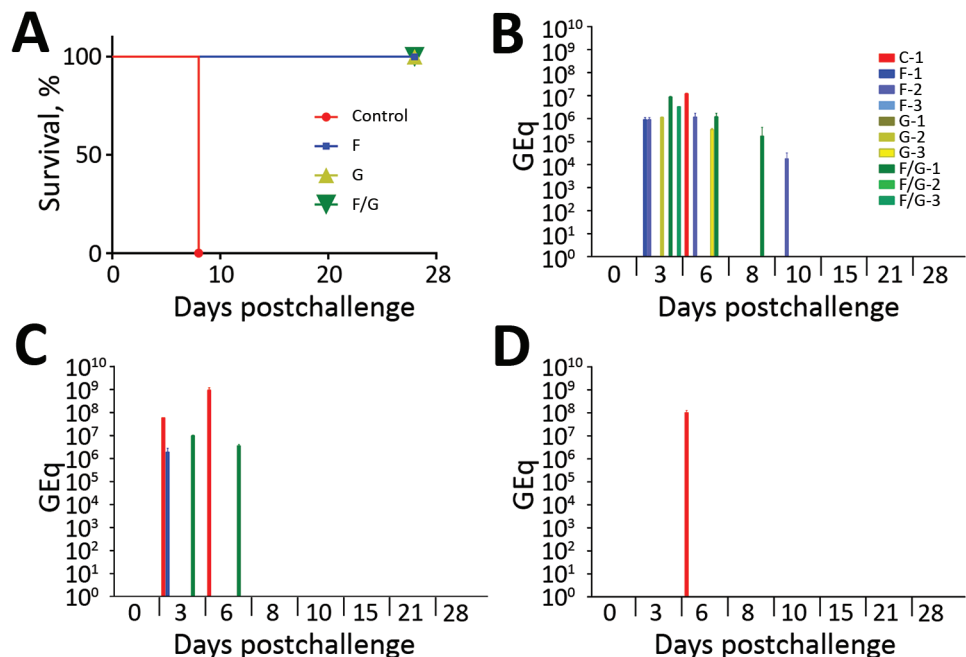 A
Survival, %
100
50
0
0 10 20 28
Days postchallenge
Control
F
G
F/G
B
GEq
10^10
10^9
10^8
10^7
10^6
10^5
10^4
10^3
10^2
10^1
10^0
0 3 6 8 10 15 21 28
Days postchallenge
C-1
F-1
F-2
F-3
G-1
G-2
G-3
F/G-1
F/G-2
F/G-3
C
GEq
10^10
10^9
10^8
10^7
10^6
10^5
10^4
10^3
10^2
10^1
10^0
0 3 6 8 10 15 21 28
Days postchallenge
D
GEq
10^10
10^9
10^8
10^7
10^6
10^5
10^4
10^3
10^2
10^1
10^0
0 3 6 8 10 15 21 28
Days postchallenge